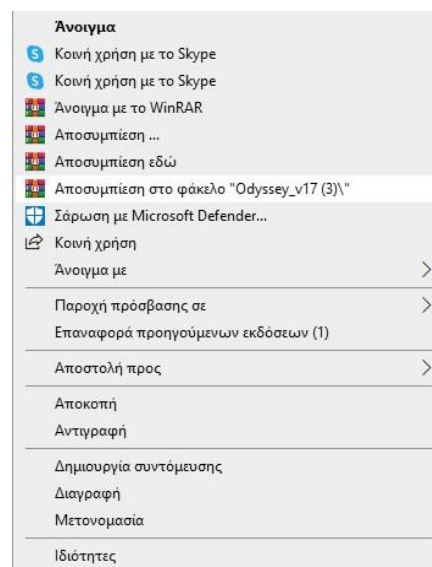 Άνοιγμα
Κοινή χρήση με το Skype
Κοινή χρήση με το Skype
Άνοιγμα με το WinRAR
Αποσυμπίεση ...
Αποσυμπίεση εδώ
Αποσυμπίεση στο φάκελο "Odyssey_v17 (3)\"
Σάρωση με Microsoft Defender...
Κοινή χρήση
Άνοιγμα με
Παροχή πρόσβασης σε
Επαναφορά προηγούμενων εκδόσεων (1)
Αποστολή προς
Αποκοπή
Αντιγραφή
Δημιουργία συντόμευσης
Διαγραφή
Μετονομασία
Ιδιότητες